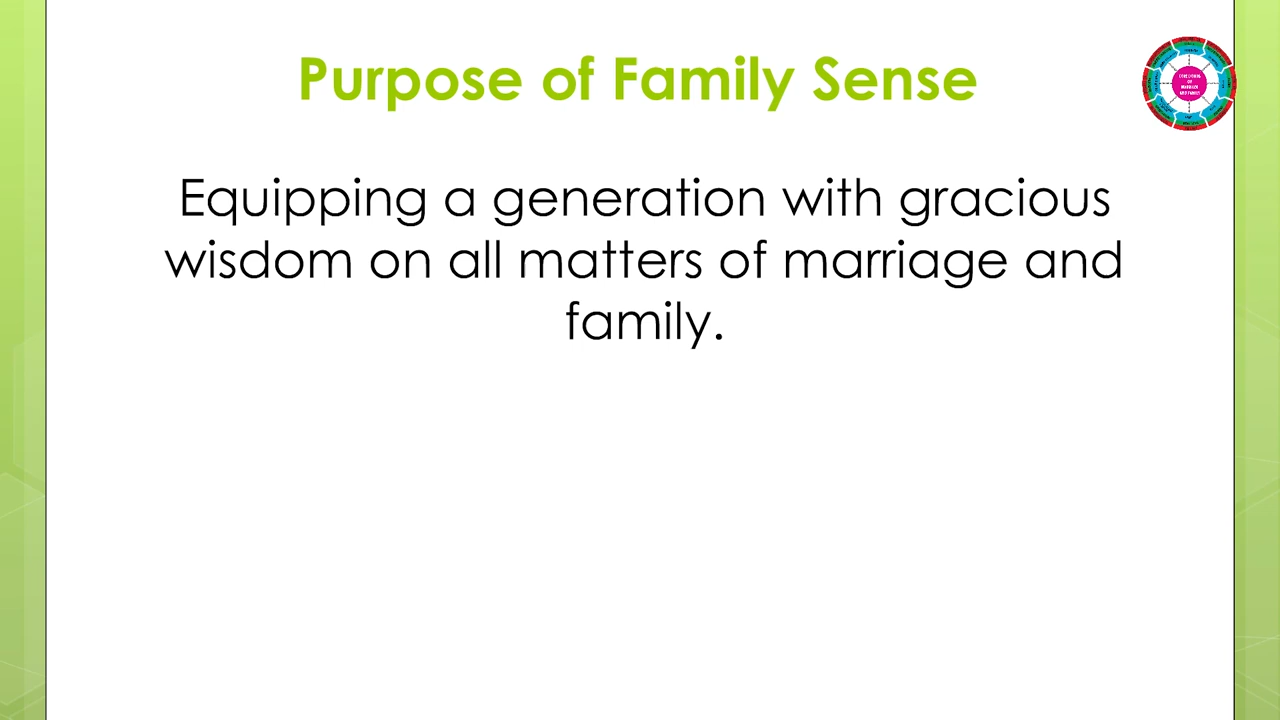 Purpose of Family Sense
Equipping a generation with gracious
wisdom on all matters of marriage and
family.